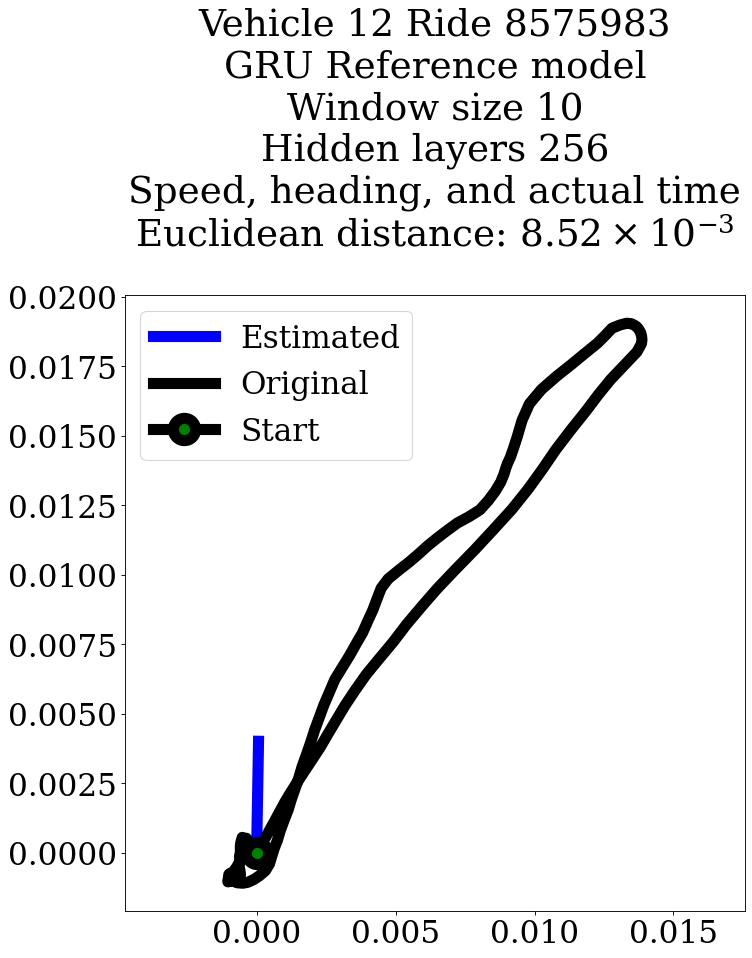 Vehicle 12 Ride 8575983
GRU Reference model
Window size 10
Hidden layers 256
Speed, heading, and actual time
Euclidean distance: 8.52 × 10⁻³
Estimated
Original
Start
0.0200
0.0175
0.0150
0.0125
0.0100
0.0075
0.0050
0.0025
0.0000
0.000 0.005 0.010 0.015